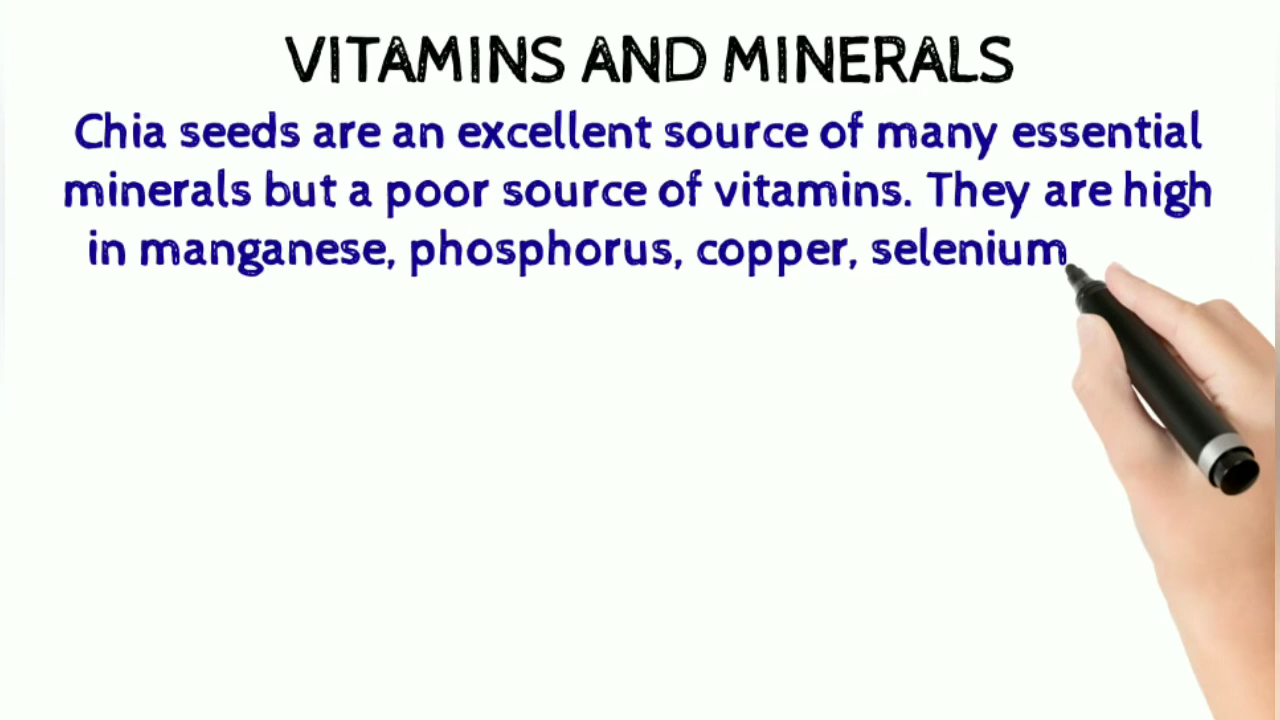 VITAMINS AND MINERALS
Chia seeds are an excellent source of many essential
minerals but a poor source of vitamins. They are high
in manganese, phosphorus, copper, selenium